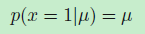 p(x = 1|μ) = μ